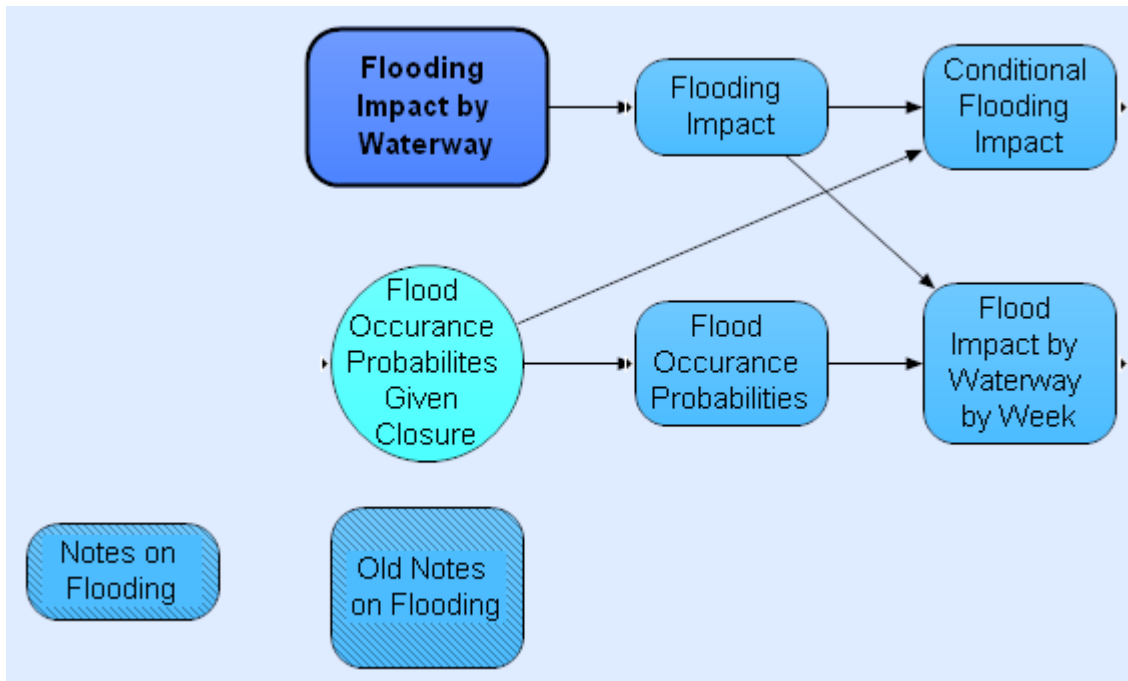 Flooding
Impact by
Waterway
Flooding
Impact
Conditional
Flooding
Impact
Flood
Occurance
Probabilites
Given
Closure
Flood
Occurance
Probabilities
Flood
Impact by
Waterway
by Week
Notes on
Flooding
Old Notes
on Flooding